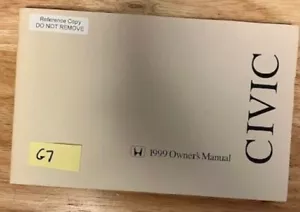 Reference Copy
DO NOT REMOVE
CIVIC
1999 Owner's Manual
G7